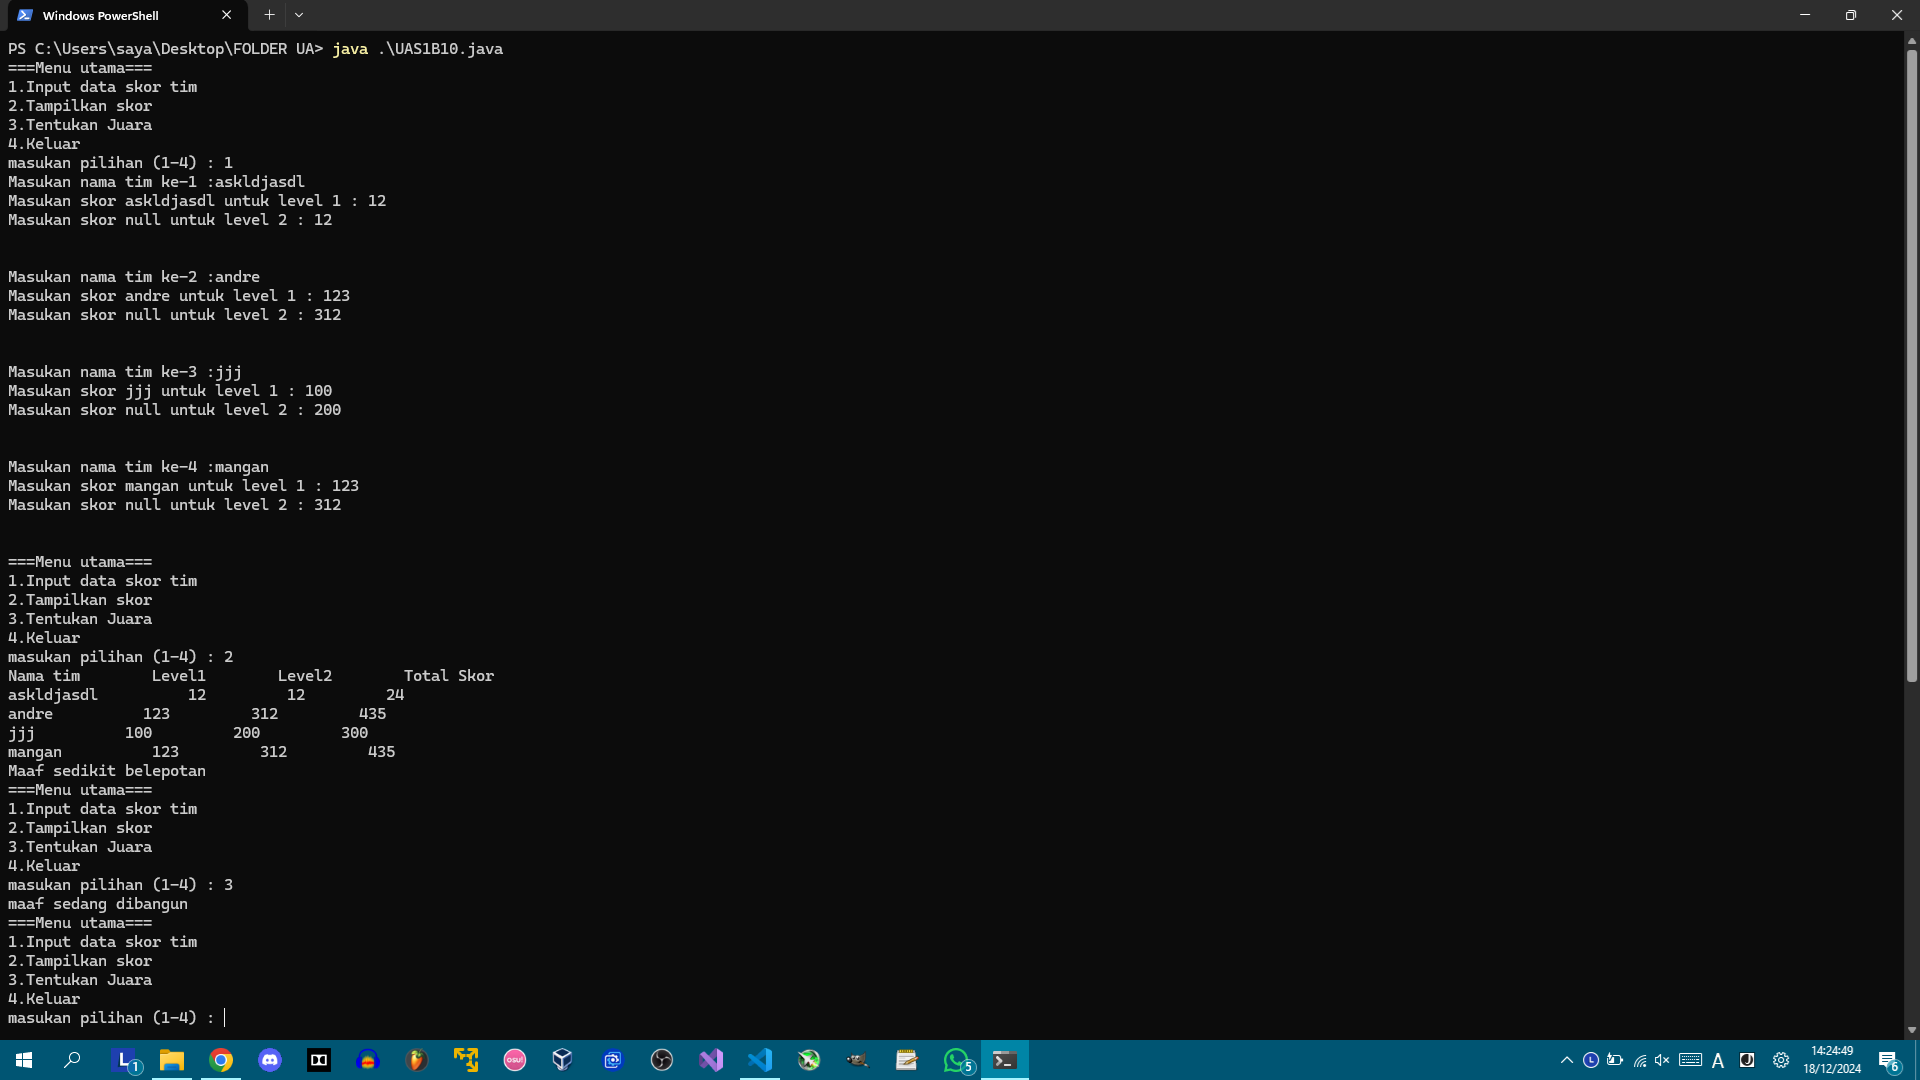 Windows PowerShell
PS C:\Users\saya\Desktop\FOLDER UA> java .\UAS1B10.java
===Menu utama===
1.Input data skor tim
2.Tampilkan skor
3.Tentukan Juara
4.Keluar
masukan pilihan (1-4) : 1
Masukan nama tim ke-1 :askldjasdl
Masukan skor askldjasdl untuk level 1 : 12
Masukan skor null untuk level 2 : 12
Masukan nama tim ke-2 :andre
Masukan skor andre untuk level 1 : 123
Masukan skor null untuk level 2 : 312
Masukan nama tim ke-3 :jjj
Masukan skor jjj untuk level 1 : 100
Masukan skor null untuk level 2 : 200
Masukan nama tim ke-4 :mangan
Masukan skor mangan untuk level 1 : 123
Masukan skor null untuk level 2 : 312
===Menu utama===
1.Input data skor tim
2.Tampilkan skor
3.Tentukan Juara
4.Keluar
masukan pilihan (1-4) : 2
Nama tim        Level1        Level2        Total Skor
askldjasdl          12         12         24
andre          123         312         435
jjj          100         200         300
mangan          123         312         435
Maaf sedikit belepotan
===Menu utama===
1.Input data skor tim
2.Tampilkan skor
3.Tentukan Juara
4.Keluar
masukan pilihan (1-4) : 3
maaf sedang dibangun
===Menu utama===
1.Input data skor tim
2.Tampilkan skor
3.Tentukan Juara
4.Keluar
masukan pilihan (1-4) :
L 1
osu!
5
L
A
14:24:49
18/12/2024
6